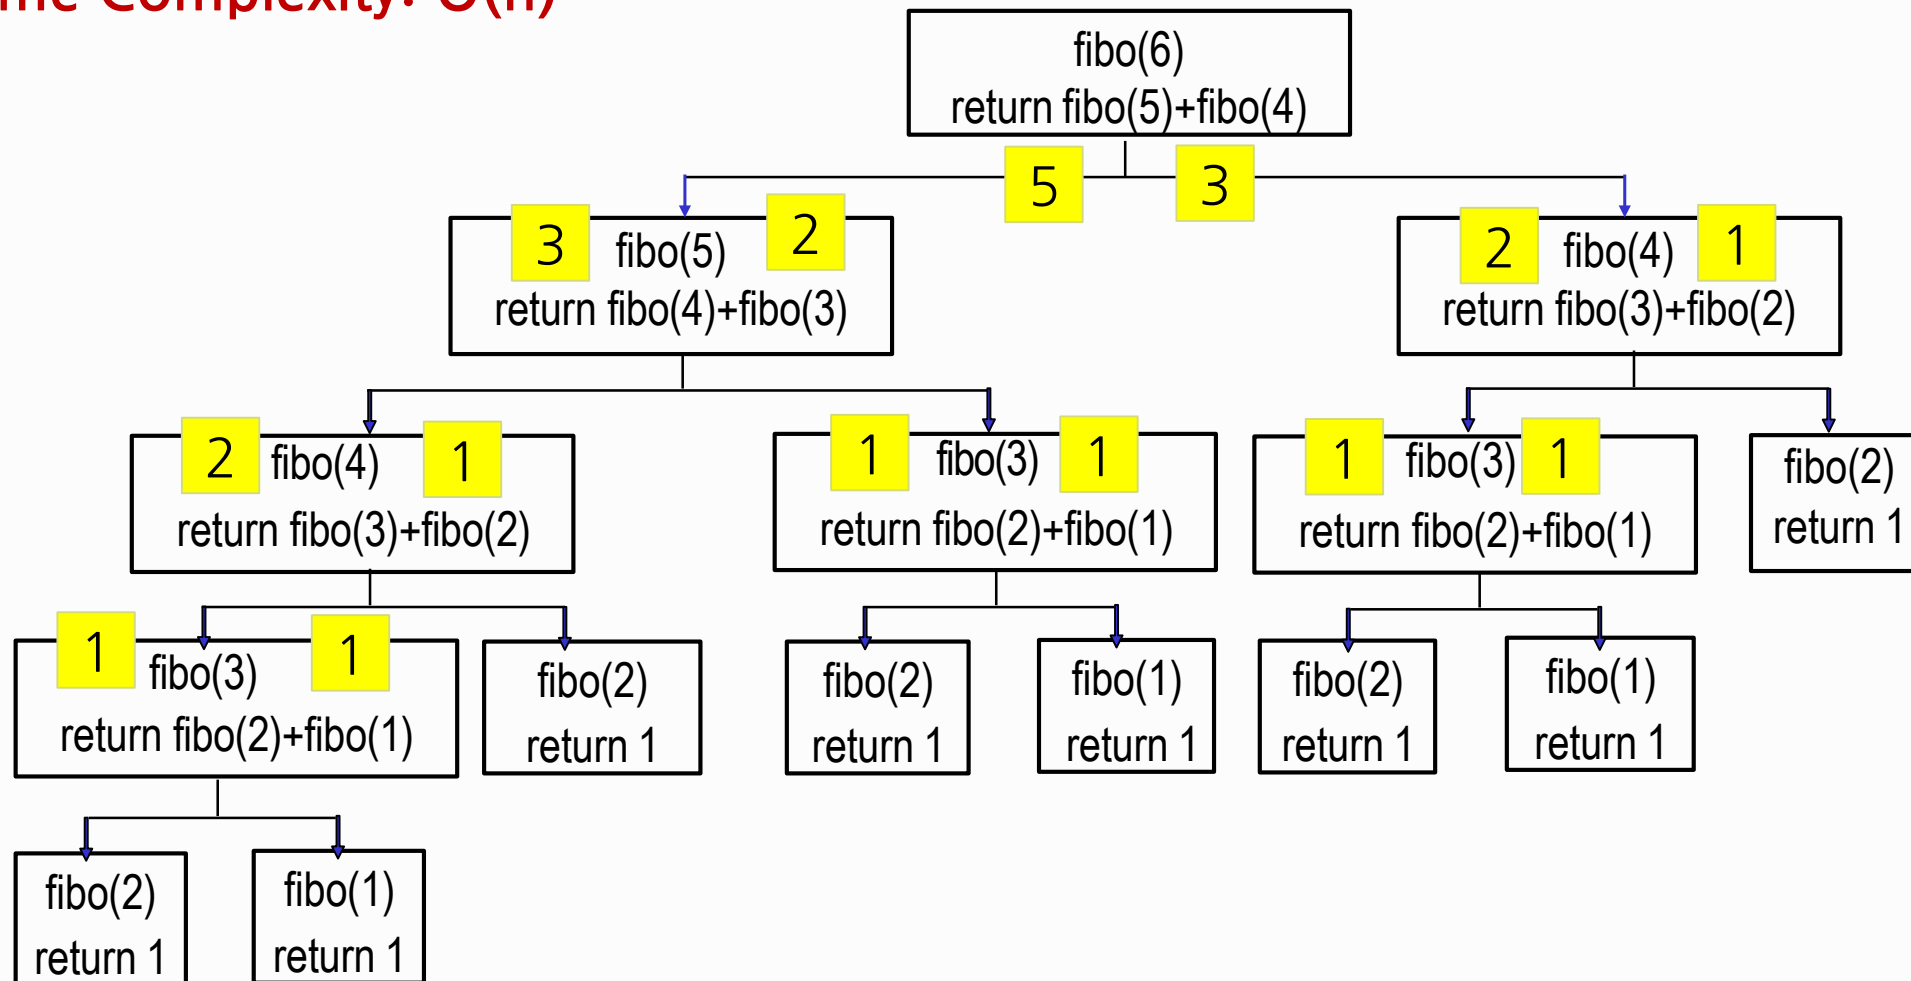 Complexity: O(n)
fibo(6)
return fibo(5)+fibo(4)
5 3
3 fibo(5) 2
return fibo(4)+fibo(3)
2 fibo(4) 1
return fibo(3)+fibo(2)
2 fibo(4) 1
return fibo(3)+fibo(2)
1 fibo(3) 1
return fibo(2)+fibo(1)
1 fibo(3) 1
return fibo(2)+fibo(1)
fibo(2)
return 1
1 fibo(3) 1
return fibo(2)+fibo(1)
fibo(2)
return 1
fibo(2)
return 1
fibo(1)
return 1
fibo(2)
return 1
fibo(1)
return 1
fibo(2)
return 1
fibo(1)
return 1